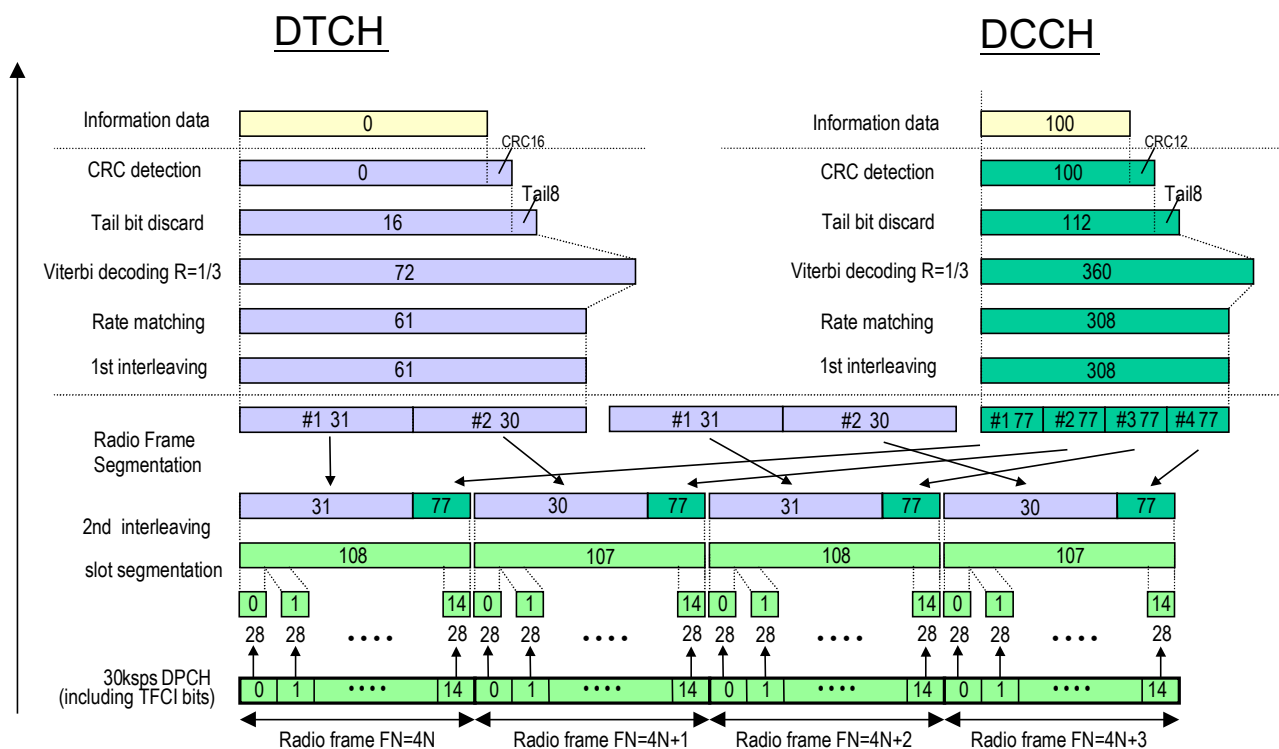 DTCH DCCH
Information data 0 Information data 100
CRC16 CRC12
CRC detection 0 CRC detection 100
Tail8 Tail8
Tail bit discard 16 Tail bit discard 112
Viterbi decoding R=1/3 72 Viterbi decoding R=1/3 360
Rate matching 61 Rate matching 308
1st interleaving 61 1st interleaving 308
#1 31 #2 30 #1 31 #2 30 #1 77 #2 77 #3 77 #4 77
Radio Frame
Segmentation
31 77 30 77 31 77 30 77
2nd interleaving
108 107 108 107
slot segmentation
0 1 14 0 1 14 0 1 14 0 1 14
28 28 •••• 28 28 28 •••• 28 28 28 •••• 28 28 28 •••• 28
30ksps DPCH
(including TFCI bits)
0 1 •••• 14 0 1 •••• 14 0 1 •••• 14 0 1 •••• 14
Radio frame FN=4N Radio frame FN=4N+1 Radio frame FN=4N+2 Radio frame FN=4N+3